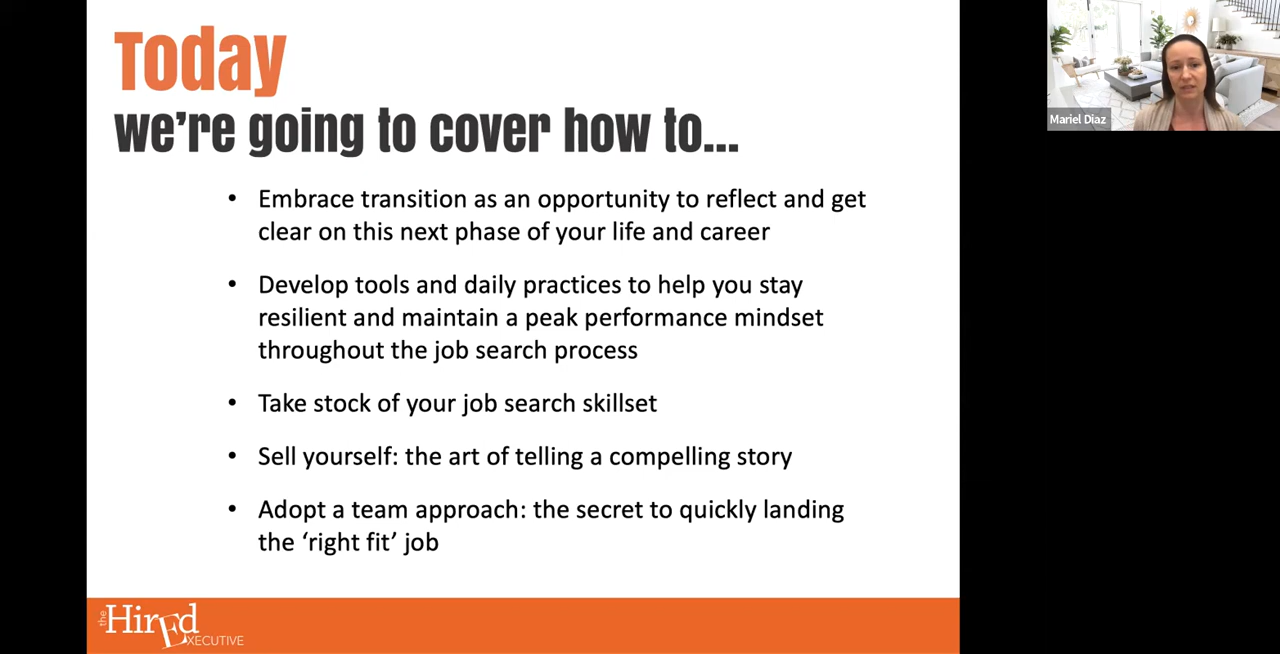 Today
we're going to cover how to...
• Embrace transition as an opportunity to reflect and get
clear on this next phase of your life and career
• Develop tools and daily practices to help you stay
resilient and maintain a peak performance mindset
throughout the job search process
• Take stock of your job search skillset
• Sell yourself: the art of telling a compelling story
• Adopt a team approach: the secret to quickly landing
the ‘right fit’ job
the HirEd
EXECUTIVE
Mariel Diaz